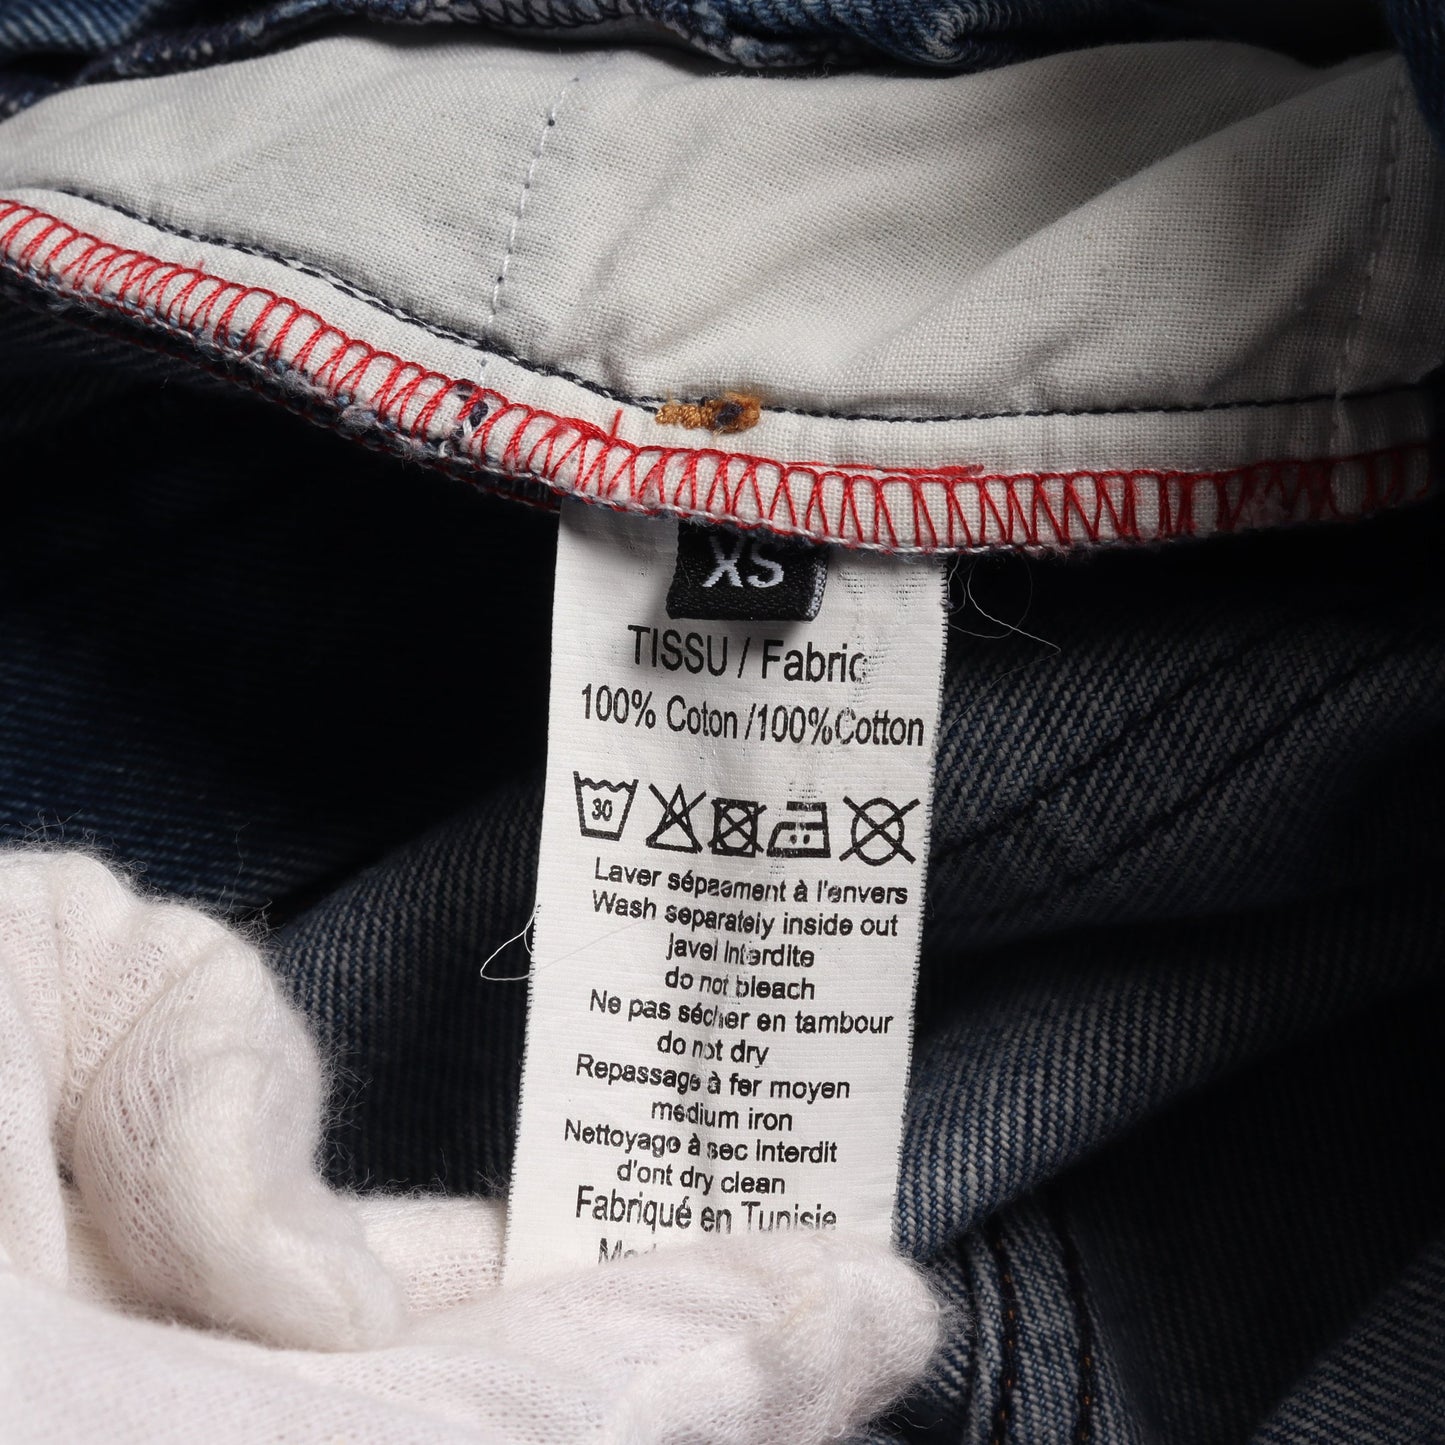 XS
TISSU / Fabric
100% Coton /100%Cotton
30
Laver sépaament à l'envers
Wash separately inside out
javel Interdite
do not bleach
Ne pas sécher en tambour
do not dry
Repassage à fer moyen
medium iron
Nettoyage à sec Interdit
d'ont dry clean
Fabriqué en Tunisie